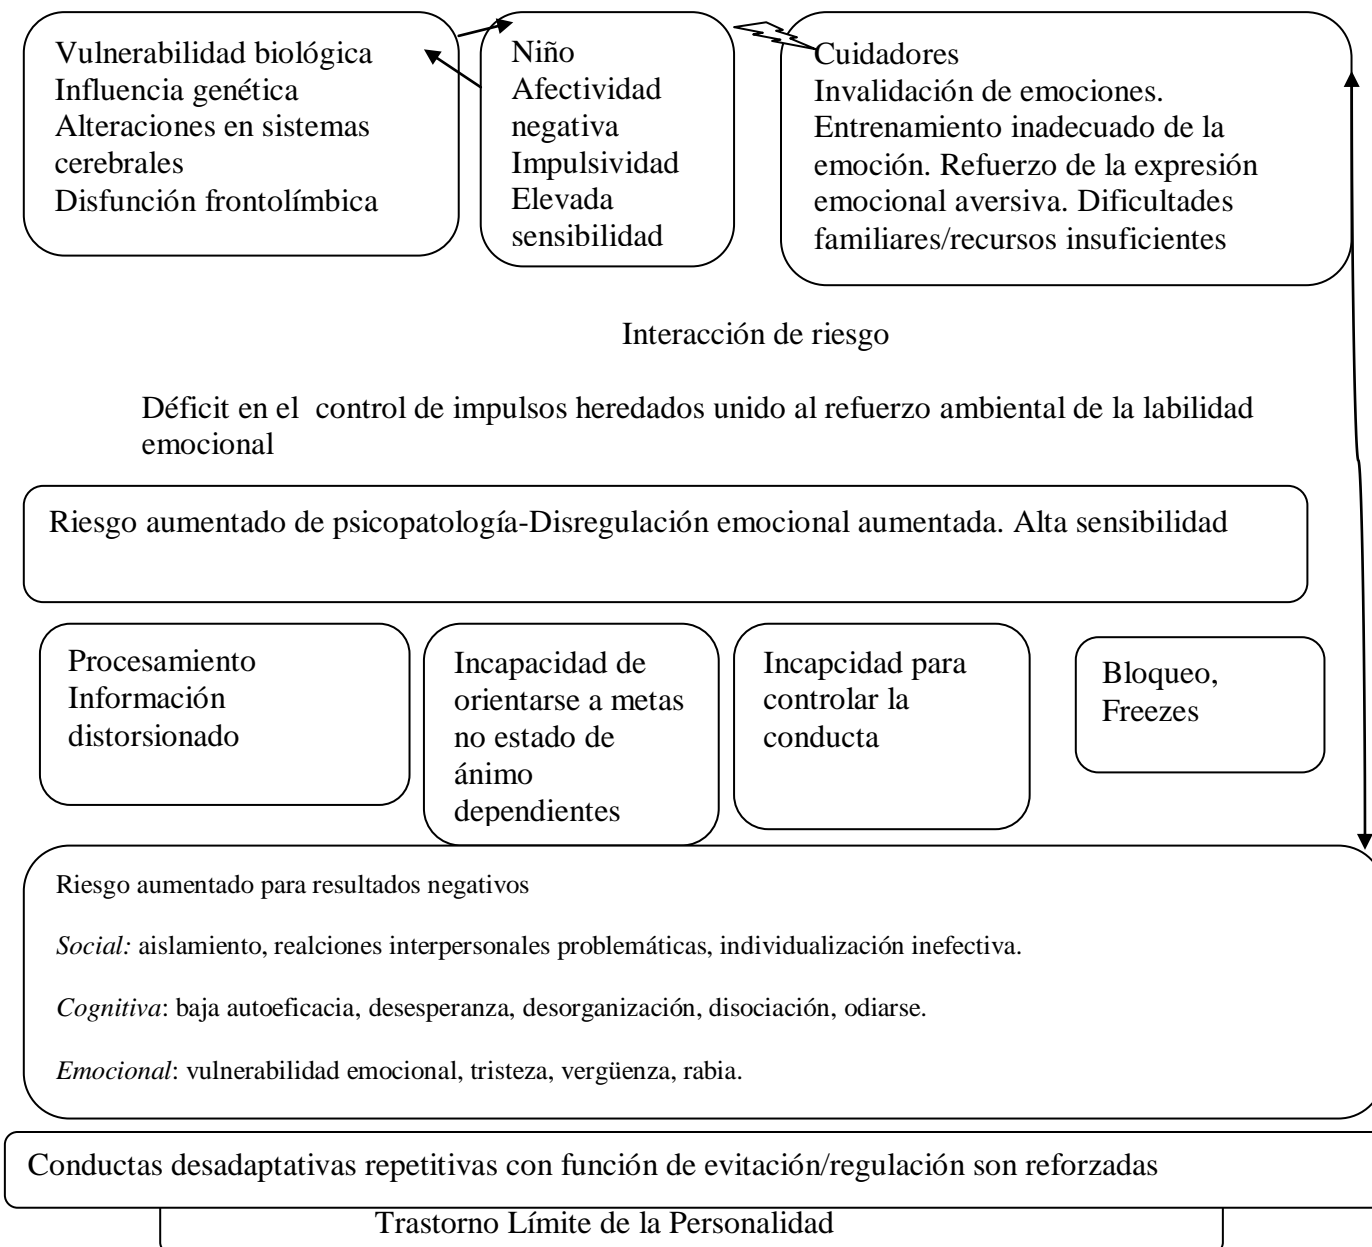 Vulnerabilidad biológica
Influencia genética
Alteraciones en sistemas
cerebrales
Disfunción frontolímbica
Niño
Afectividad
negativa
Impulsividad
Elevada
sensibilidad
Cuidadores
Invalidación de emociones.
Entrenamiento inadecuado de la
emoción. Refuerzo de la expresión
emocional aversiva. Dificultades
familiares/recursos insuficientes
Interacción de riesgo
Déficit en el  control de impulsos heredados unido al refuerzo ambiental de la labilidad
emocional
Riesgo aumentado de psicopatología-Disregulación emocional aumentada. Alta sensibilidad
Procesamiento
Información
distorsionado
Incapacidad de
orientarse a metas
no estado de
ánimo
dependientes
Incapcidad para
controlar la
conducta
Bloqueo,
Freezes
Riesgo aumentado para resultados negativos
Social: aislamiento, realciones interpersonales problemáticas, individualización inefectiva.
Cognitiva: baja autoeficacia, desesperanza, desorganización, disociación, odiarse.
Emocional: vulnerabilidad emocional, tristeza, vergüenza, rabia.
Conductas desadaptativas repetitivas con función de evitación/regulación son reforzadas
Trastorno Límite de la Personalidad